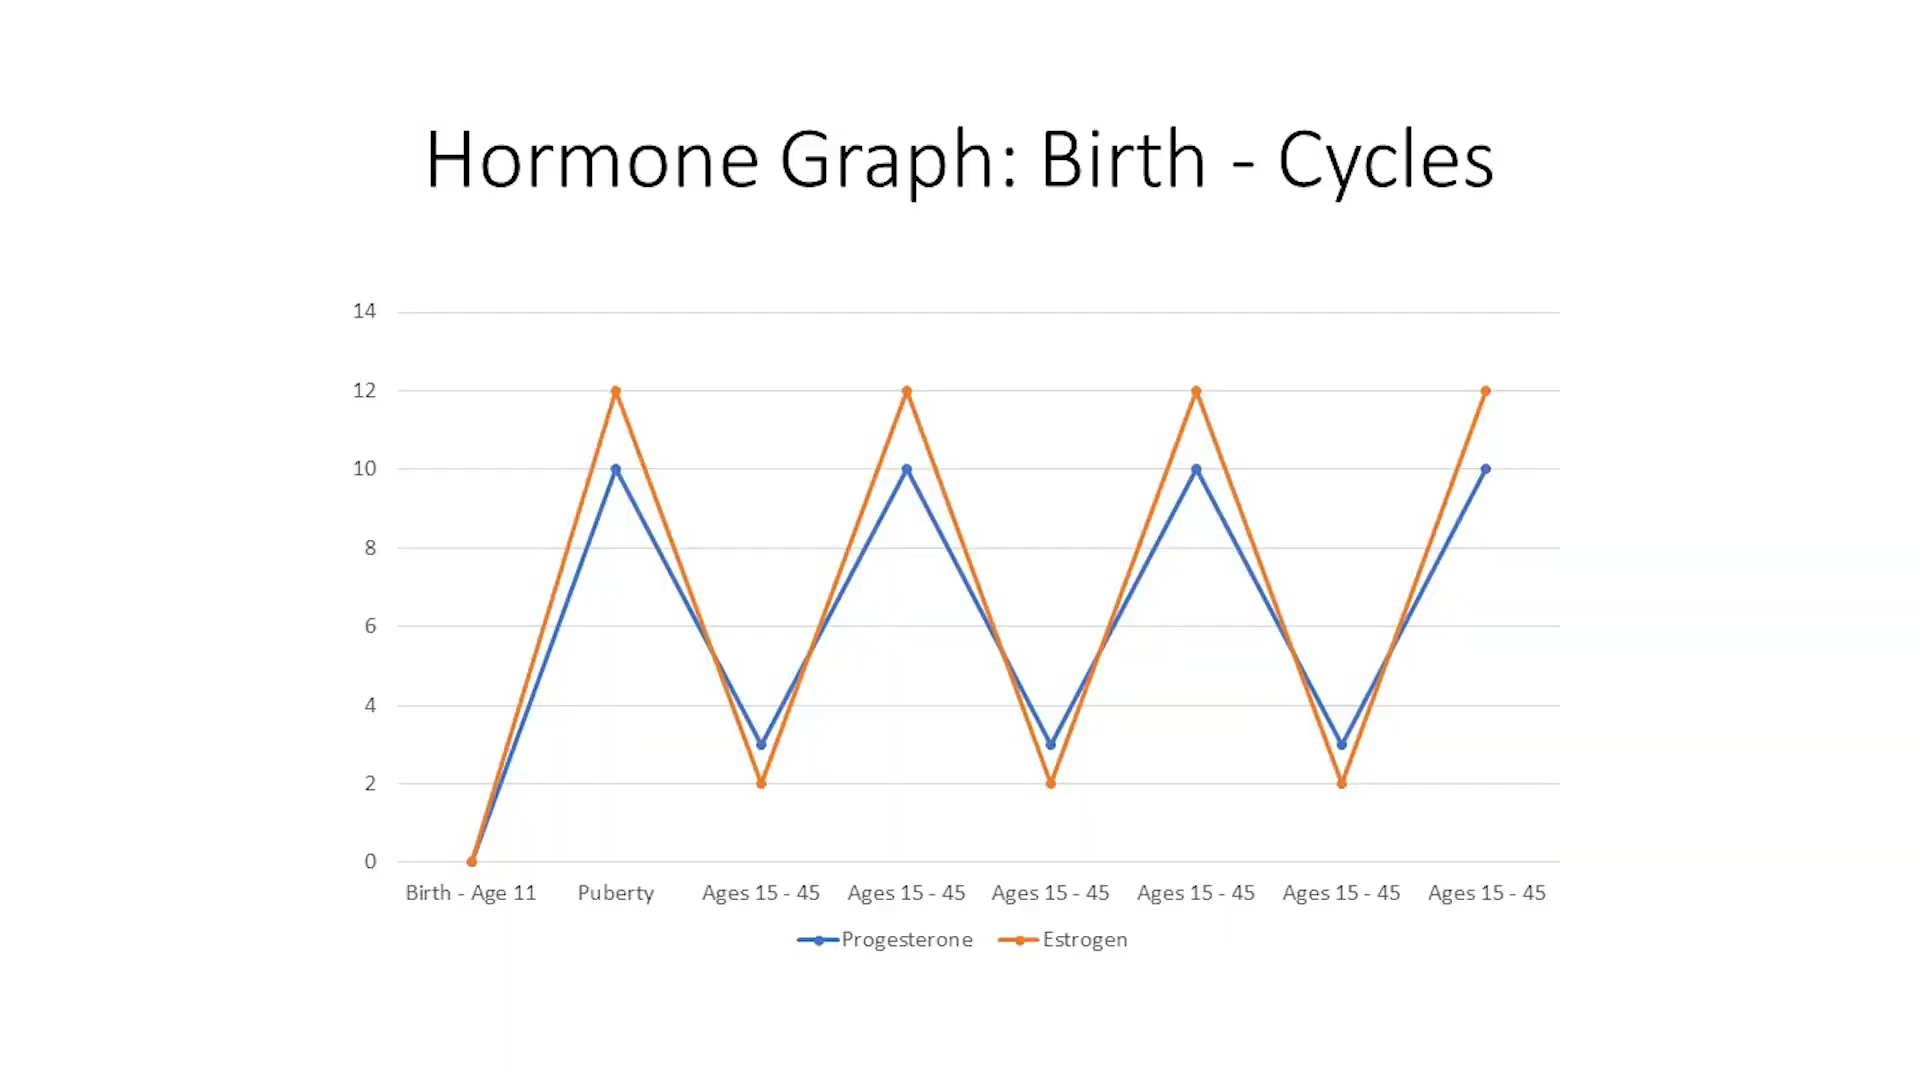 Hormone Graph: Birth - Cycles
14
12
10
8
6
4
2
0
Birth - Age 11 Puberty Ages 15 - 45 Ages 15 - 45 Ages 15 - 45 Ages 15 - 45 Ages 15 - 45 Ages 15 - 45
Progesterone Estrogen